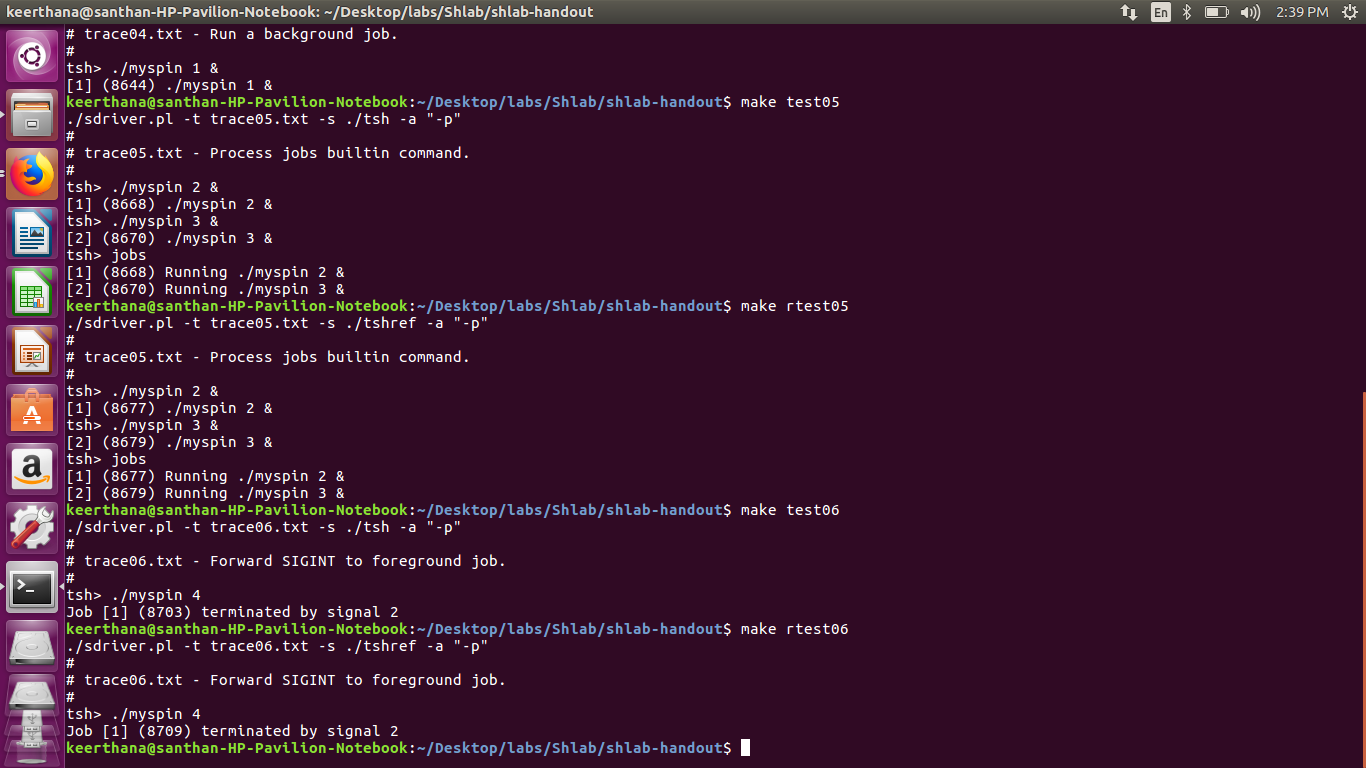 keerthana@santhan-HP-Pavilion-Notebook: ~/Desktop/labs/Shlab/shlab-handout
En
2:39 PM
# trace04.txt - Run a background job.
#
tsh> ./myspin 1 &
[1] (8644) ./myspin 1 &
keerthana@santhan-HP-Pavilion-Notebook:~/Desktop/labs/Shlab/shlab-handout$ make test05
./sdriver.pl -t trace05.txt -s ./tsh -a "-p"
#
# trace05.txt - Process jobs builtin command.
#
tsh> ./myspin 2 &
[1] (8668) ./myspin 2 &
tsh> ./myspin 3 &
[2] (8670) ./myspin 3 &
tsh> jobs
[1] (8668) Running ./myspin 2 &
[2] (8670) Running ./myspin 3 &
keerthana@santhan-HP-Pavilion-Notebook:~/Desktop/labs/Shlab/shlab-handout$ make rtest05
./sdriver.pl -t trace05.txt -s ./tshref -a "-p"
#
# trace05.txt - Process jobs builtin command.
#
tsh> ./myspin 2 &
[1] (8677) ./myspin 2 &
tsh> ./myspin 3 &
[2] (8679) ./myspin 3 &
tsh> jobs
[1] (8677) Running ./myspin 2 &
[2] (8679) Running ./myspin 3 &
keerthana@santhan-HP-Pavilion-Notebook:~/Desktop/labs/Shlab/shlab-handout$ make test06
./sdriver.pl -t trace06.txt -s ./tsh -a "-p"
#
# trace06.txt - Forward SIGINT to foreground job.
#
tsh> ./myspin 4
Job [1] (8703) terminated by signal 2
keerthana@santhan-HP-Pavilion-Notebook:~/Desktop/labs/Shlab/shlab-handout$ make rtest06
./sdriver.pl -t trace06.txt -s ./tshref -a "-p"
#
# trace06.txt - Forward SIGINT to foreground job.
#
tsh> ./myspin 4
Job [1] (8709) terminated by signal 2
keerthana@santhan-HP-Pavilion-Notebook:~/Desktop/labs/Shlab/shlab-handout$